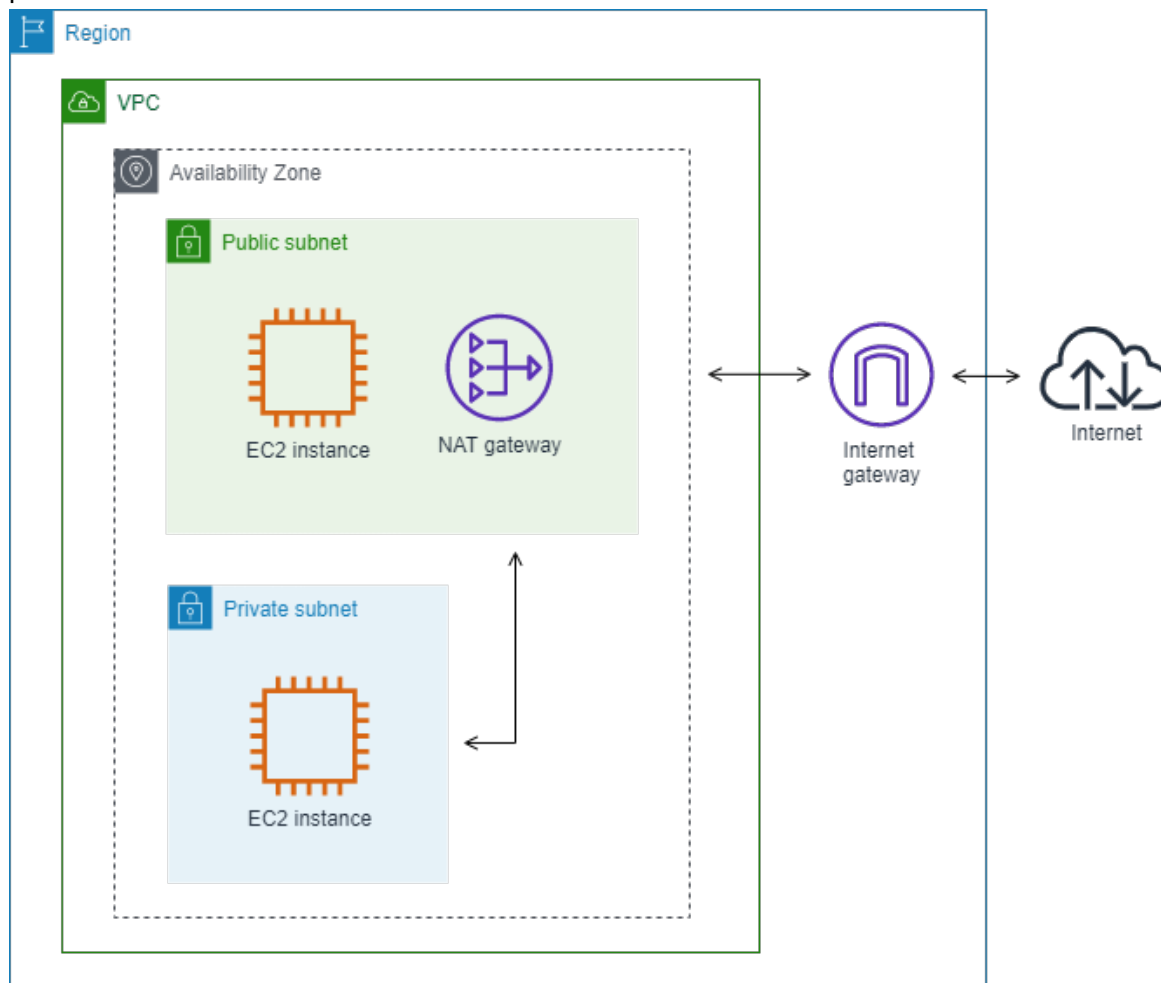 Region
VPC
Availability Zone
Public subnet
EC2 instance
NAT gateway
Internet
gateway
Internet
Private subnet
EC2 instance